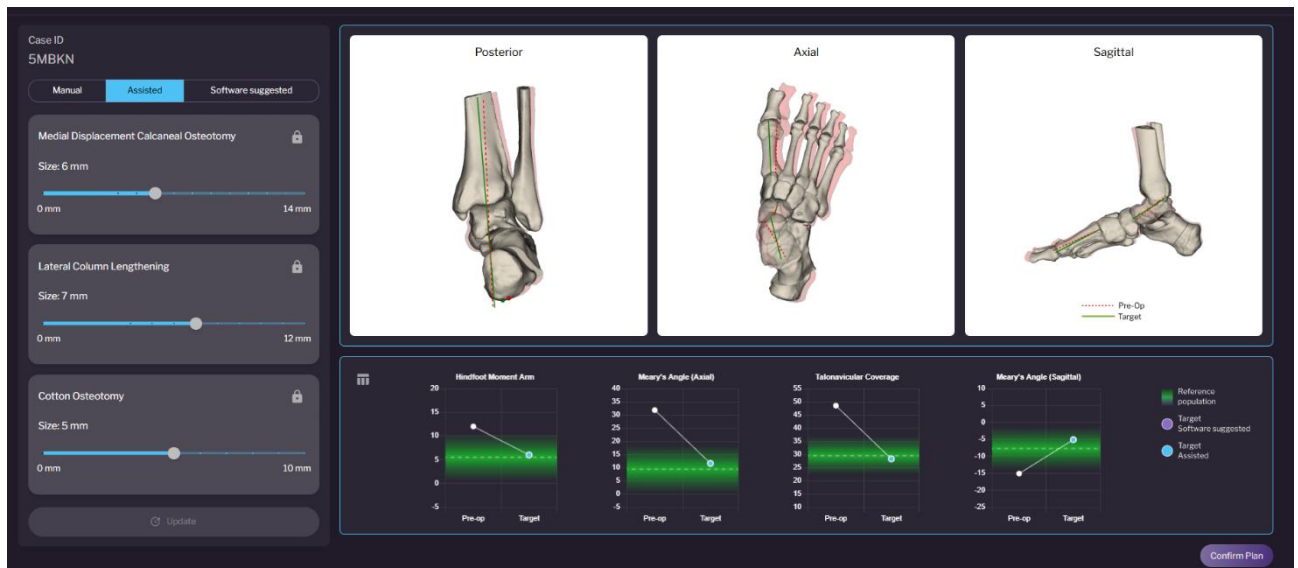 Case ID
5MBKN
Manual Assisted Software suggested
Medial Displacement Calcaneal Osteotomy
Size: 6 mm
0 mm 14 mm
Lateral Column Lengthening
Size: 7 mm
0 mm 12 mm
Cotton Osteotomy
Size: 5 mm
0 mm 10 mm
Update
Posterior
Axial
Sagittal
Pre-Op
Target
Hindfoot Moment Arm
20
15
10
5
0
-5
Pre-op Target
Meary's Angle (Axial)
40
35
30
25
20
15
10
5
0
-5
Pre-op Target
Talonavicular Coverage
55
50
45
40
35
30
25
20
15
10
Pre-op Target
Meary's Angle (Sagittal)
10
5
0
-5
-10
-15
-20
-25
Pre-op Target
Reference
population
Target
Software suggested
Target
Assisted
Confirm Plan